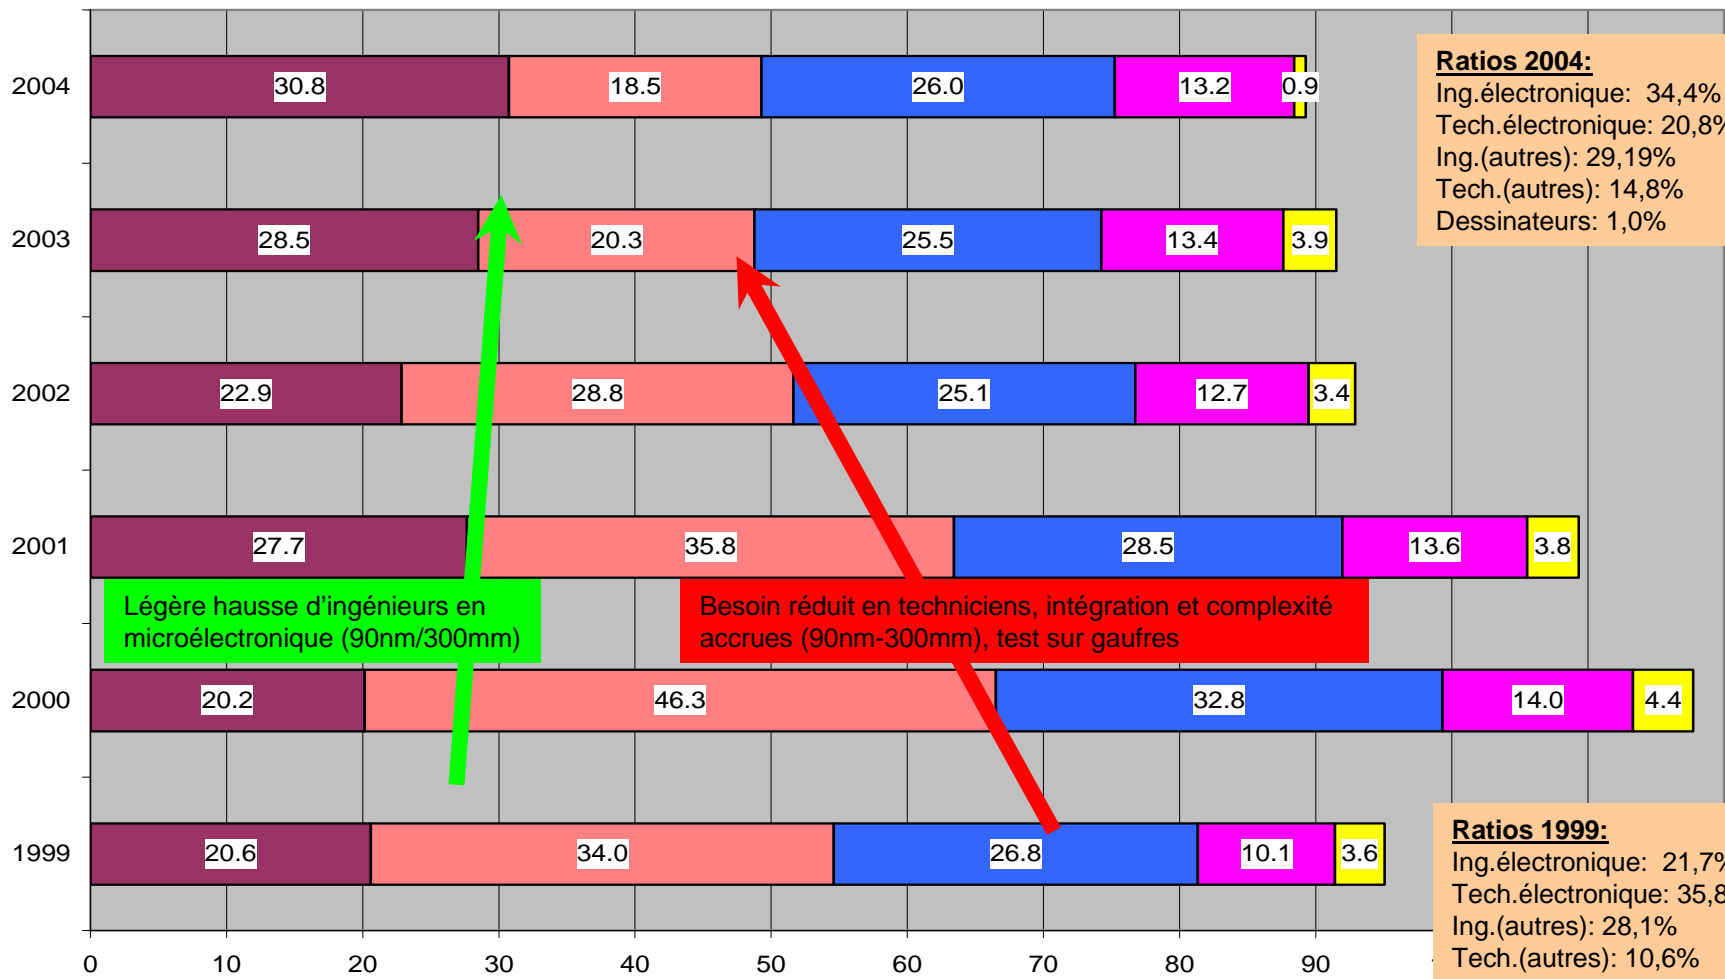 2004
30.8 18.5 26.0 13.2 0.9
Ratios 2004:
Ing.électronique: 34,4%
Tech.électronique: 20,8%
Ing.(autres): 29,19%
Tech.(autres): 14,8%
Dessinateurs: 1,0%
2003
28.5 20.3 25.5 13.4 3.9
2002
22.9 28.8 25.1 12.7 3.4
2001
27.7 35.8 28.5 13.6 3.8
Légère hausse d'ingénieurs en
microélectronique (90nm/300mm)
Besoin réduit en techniciens, intégration et complexité
accrues (90nm-300mm), test sur gaufres
2000
20.2 46.3 32.8 14.0 4.4
1999
20.6 34.0 26.8 10.1 3.6
Ratios 1999:
Ing.électronique: 21,7%
Tech.électronique: 35,8
Ing.(autres): 28,1%
Tech.(autres): 10,6%
0 10 20 30 40 50 60 70 80 90